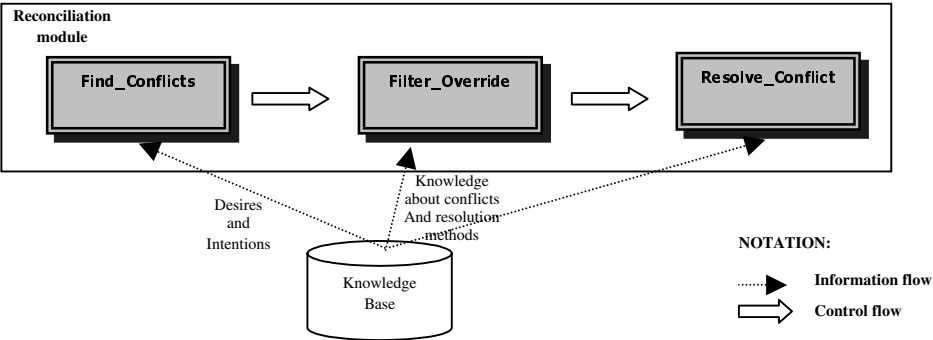 Reconciliation
module
Find_Conflicts
Filter_Override
Resolve_Conflict
Desires
and
Intentions
Knowledge
about conflicts
And resolution
methods
Knowledge
Base
NOTATION:
Information flow
Control flow